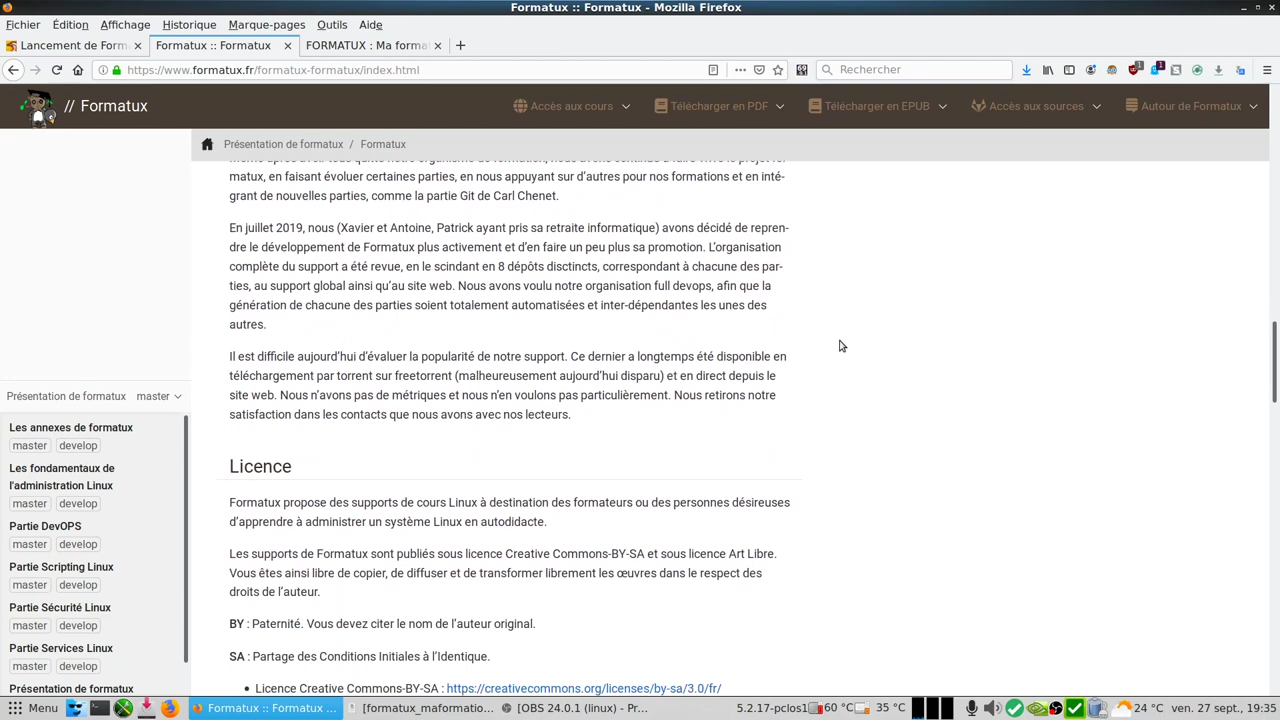 Formatux :: Formatux - Mozilla Firefox
Fichier Édition Affichage Historique Marque-pages Outils Aide
Lancement de Form × Formatux :: Formatux × FORMATUX : Ma forma × +
https://www.formatux.fr/formatux-formatux/index.html Rechercher 1 1
// Formatux Accès aux cours Télécharger en PDF Télécharger en EPUB Accès aux sources Autour de Formatux
Présentation de formatux / Formatux
matux, en faisant évoluer certaines parties, en nous appuyant sur d'autres pour nos formations et en inté-
grant de nouvelles parties, comme la partie Git de Carl Chenet.
En juillet 2019, nous (Xavier et Antoine, Patrick ayant pris sa retraite informatique) avons décidé de repren-
dre le développement de Formatux plus activement et d'en faire un peu plus sa promotion. L'organisation
complète du support a été revue, en le scindant en 8 dépôts disctincts, correspondant à chacune des par-
ties, au support global ainsi qu'au site web. Nous avons voulu notre organisation full devops, afin que la
génération de chacune des parties soient totalement automatisées et inter-dépendantes les unes des
autres.
Il est difficile aujourd'hui d'évaluer la popularité de notre support. Ce dernier a longtemps été disponible en
téléchargement par torrent sur freetorrent (malheureusement aujourd'hui disparu) et en direct depuis le
site web. Nous n'avons pas de métriques et nous n'en voulons pas particulièrement. Nous retirons notre
satisfaction dans les contacts que nous avons avec nos lecteurs.
Licence
Formatux propose des supports de cours Linux à destination des formateurs ou des personnes désireuses
d'apprendre à administrer un système Linux en autodidacte.
Les supports de Formatux sont publiés sous licence Creative Commons-BY-SA et sous licence Art Libre.
Vous êtes ainsi libre de copier, de diffuser et de transformer librement les œuvres dans le respect des
droits de l'auteur.
BY : Paternité. Vous devez citer le nom de l'auteur original.
SA : Partage des Conditions Initiales à l'Identique.
• Licence Creative Commons-BY-SA : https://creativecommons.org/licenses/by-sa/3.0/fr/
Présentation de formatux master
Les annexes de formatux
master develop
Les fondamentaux de
l'administration Linux
master develop
Partie DevOPS
master develop
Partie Scripting Linux
master develop
Partie Sécurité Linux
master develop
Partie Services Linux
master develop
Présentation de formatux
Menu Formatux :: Formatux ... [formatux_maformatio... [OBS 24.0.1 (linux) - Pr... 5.2.17-pclos1 60 °C 35 °C 24 °C ven. 27 sept., 19:35